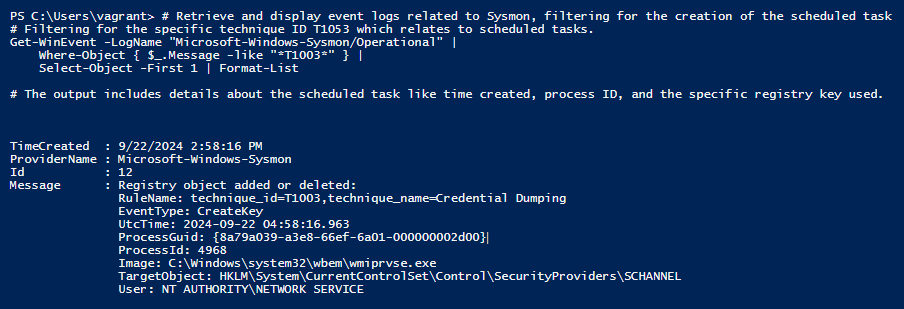 PS C:\Users\vagrant> # Retrieve and display event logs related to Sysmon, filtering for the creation of the scheduled task
# Filtering for the specific technique ID T1053 which relates to scheduled tasks.
Get-WinEvent -LogName "Microsoft-Windows-Sysmon/Operational" |
    Where-Object { $_.Message -like "*T1003*" } |
    Select-Object -First 1 | Format-List
# The output includes details about the scheduled task like time created, process ID, and the specific registry key used.
TimeCreated  : 9/22/2024 2:58:16 PM
ProviderName : Microsoft-Windows-Sysmon
Id           : 12
Message      : Registry object added or deleted:
               RuleName: technique_id=T1003,technique_name=Credential Dumping
               EventType: CreateKey
               UtcTime: 2024-09-22 04:58:16.963
               ProcessGuid: {8a79a039-a3e8-66ef-6a01-000000002d00}
               ProcessId: 4968
               Image: C:\Windows\system32\wbem\wmiprvse.exe
               TargetObject: HKLM\System\CurrentControlSet\Control\SecurityProviders\SCHANNEL
               User: NT AUTHORITY\NETWORK SERVICE